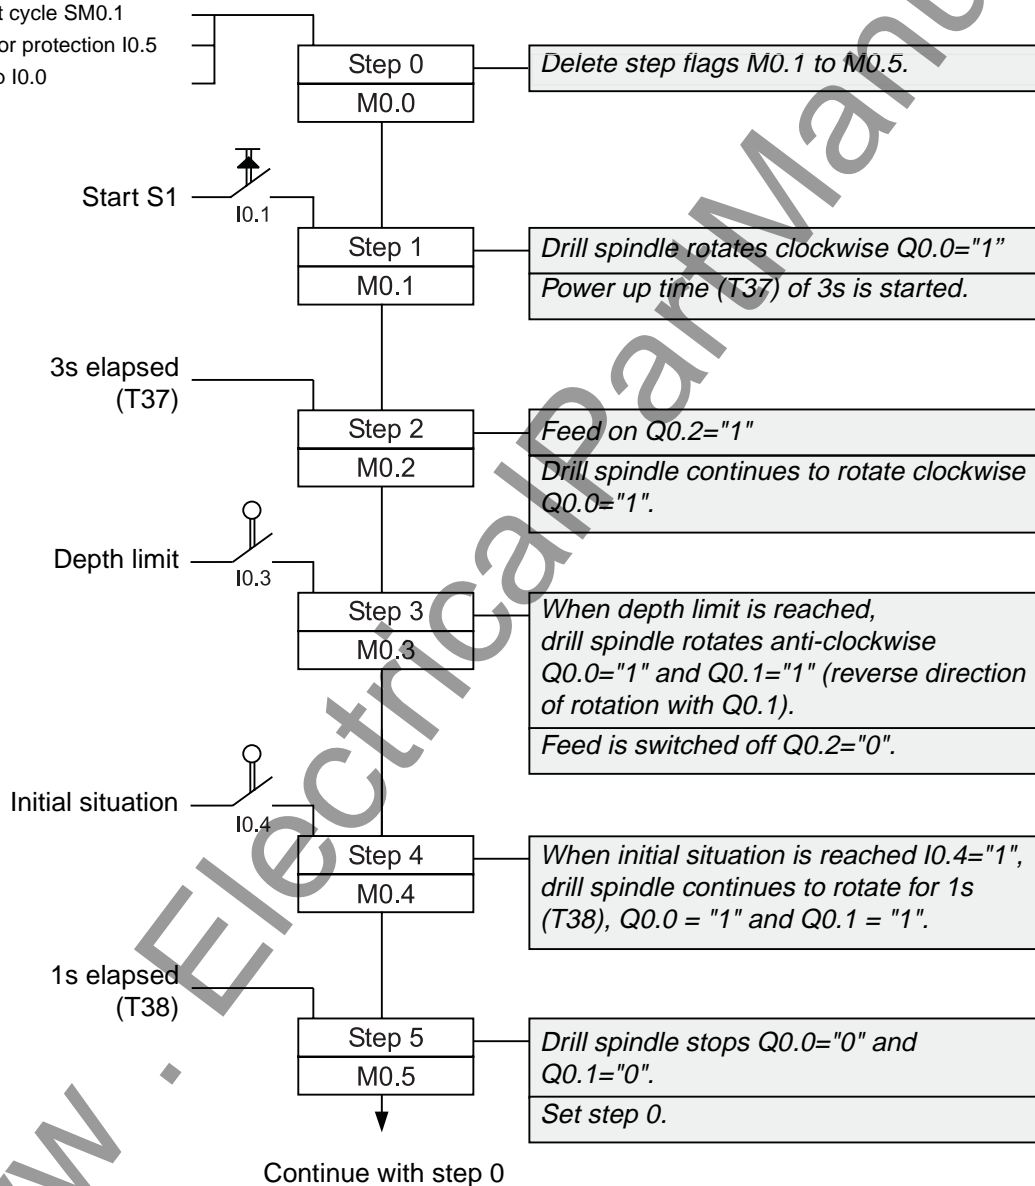 t cycle SM0.1
or protection I0.5
I0.0
Step 0
M0.0
Delete step flags M0.1 to M0.5.
Start S1
I0.1
Step 1
M0.1
Drill spindle rotates clockwise Q0.0="1”
Power up time (T37) of 3s is started.
3s elapsed
(T37)
Step 2
M0.2
Feed on Q0.2="1"
Drill spindle continues to rotate clockwise
Q0.0="1".
Depth limit
I0.3
Step 3
M0.3
When depth limit is reached,
drill spindle rotates anti-clockwise
Q0.0="1" and Q0.1="1" (reverse direction
of rotation with Q0.1).
Feed is switched off Q0.2="0".
Initial situation
I0.4
Step 4
M0.4
When initial situation is reached I0.4="1",
drill spindle continues to rotate for 1s
(T38), Q0.0 = "1" and Q0.1 = "1".
1s elapsed
(T38)
Step 5
M0.5
Drill spindle stops Q0.0="0" and
Q0.1="0".
Set step 0.
Continue with step 0
w . ElectricalPartManu